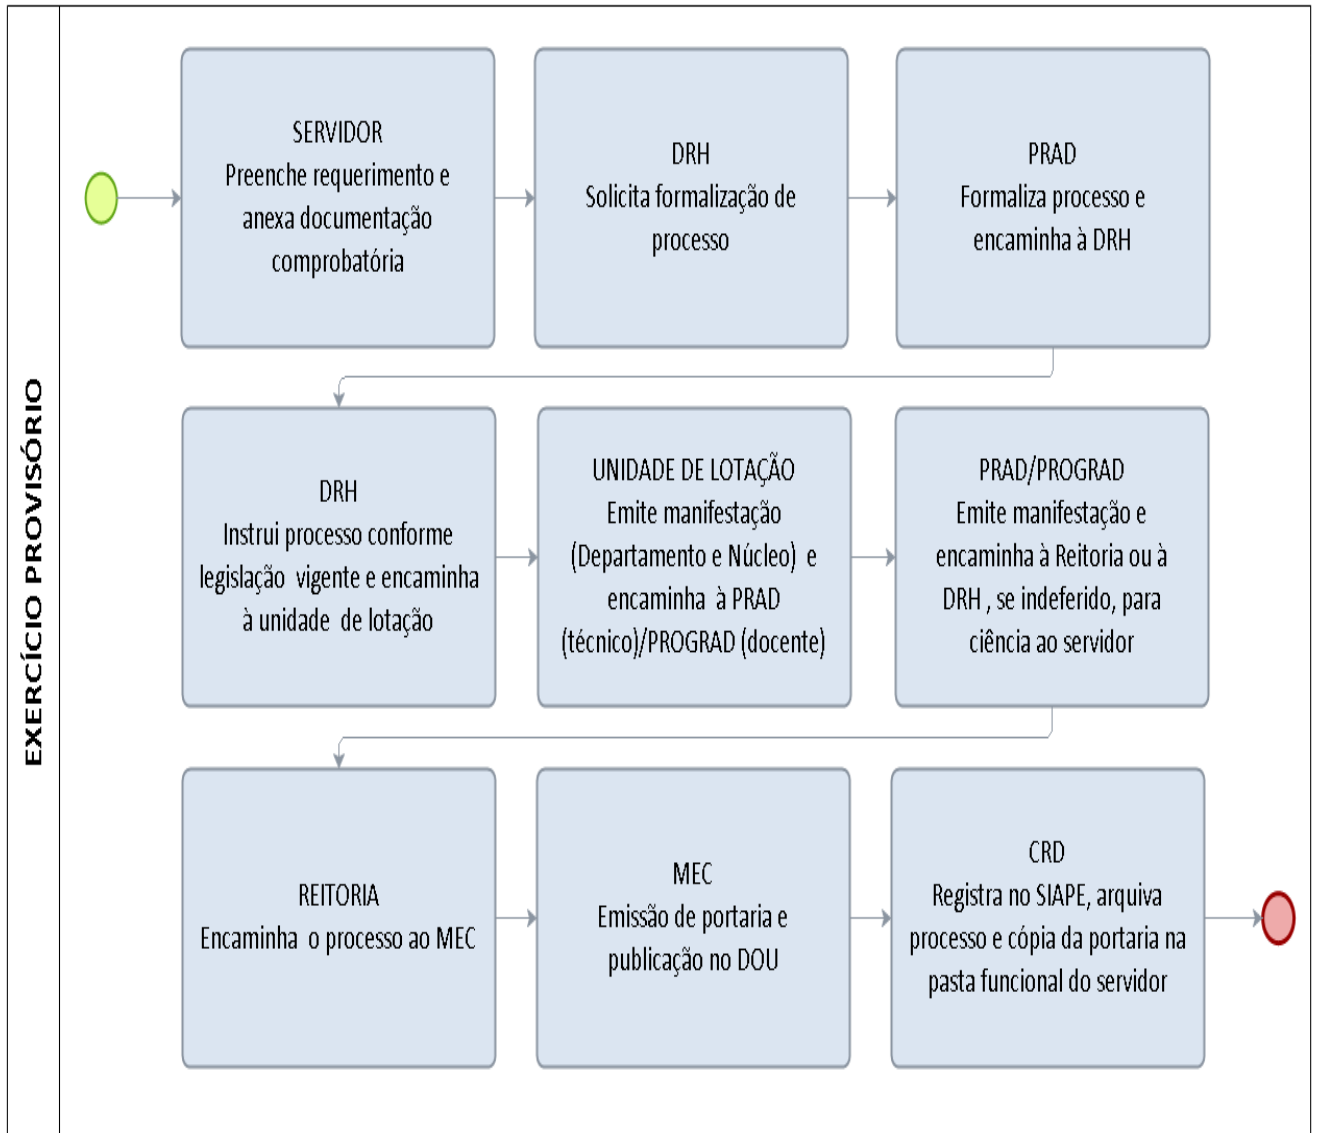 EXERCÍCIO PROVISÓRIO
SERVIDOR
Preenche requerimento e
anexa documentação
comprobatória
DRH
Solicita formalização de
processo
PRAD
Formaliza processo e
encaminha à DRH
DRH
Instrui processo conforme
legislação vigente e encaminha
à unidade de lotação
UNIDADE DE LOTAÇÃO
Emite manifestação
(Departamento e Núcleo) e
encaminha à PRAD
(técnico)/PROGRAD (docente)
PRAD/PROGRAD
Emite manifestação e
encaminha à Reitoria ou à
DRH , se indeferido, para
ciência ao servidor
REITORIA
Encaminha o processo ao MEC
MEC
Emissão de portaria e
publicação no DOU
CRD
Registra no SIAPE, arquiva
processo e cópia da portaria na
pasta funcional do servidor